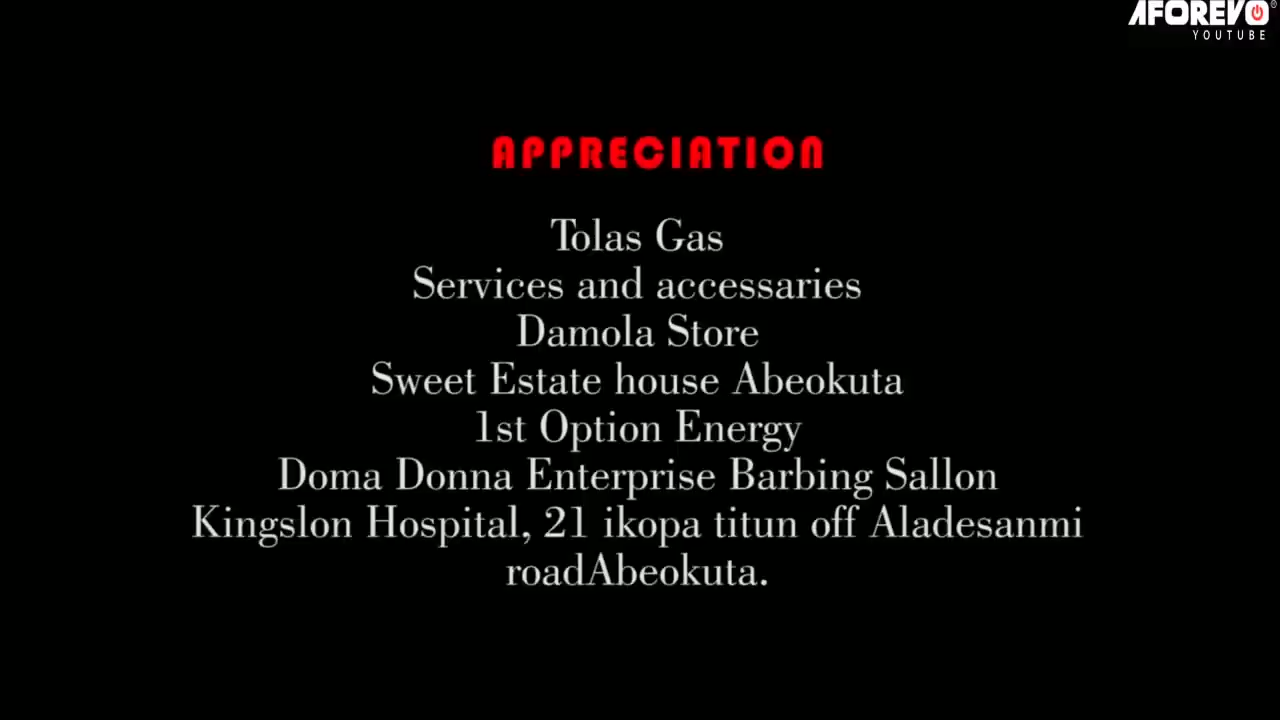 AFOREVO
YOUTUBE
APPRECIATION
Tolas Gas
Services and accessaries
Damola Store
Sweet Estate house Abeokuta
1st Option Energy
Doma Donna Enterprise Barbing Sallon
Kingslon Hospital, 21 ikopa titun off Aladesanmi
roadAbeokuta.